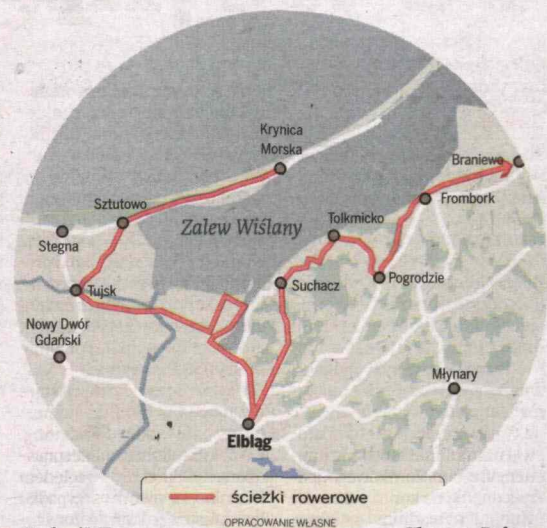 Krynica
Morska
Braniewo
Sztutowo
Frombork
Zalew Wiślany
Tolkmicko
Stegna
Suchacz
Pogrodzie
Tujsk
Nowy Dwór
Gdański
Młynary
Elbląg
ścieżki rowerowe
OPRACOWANIE WŁASNE